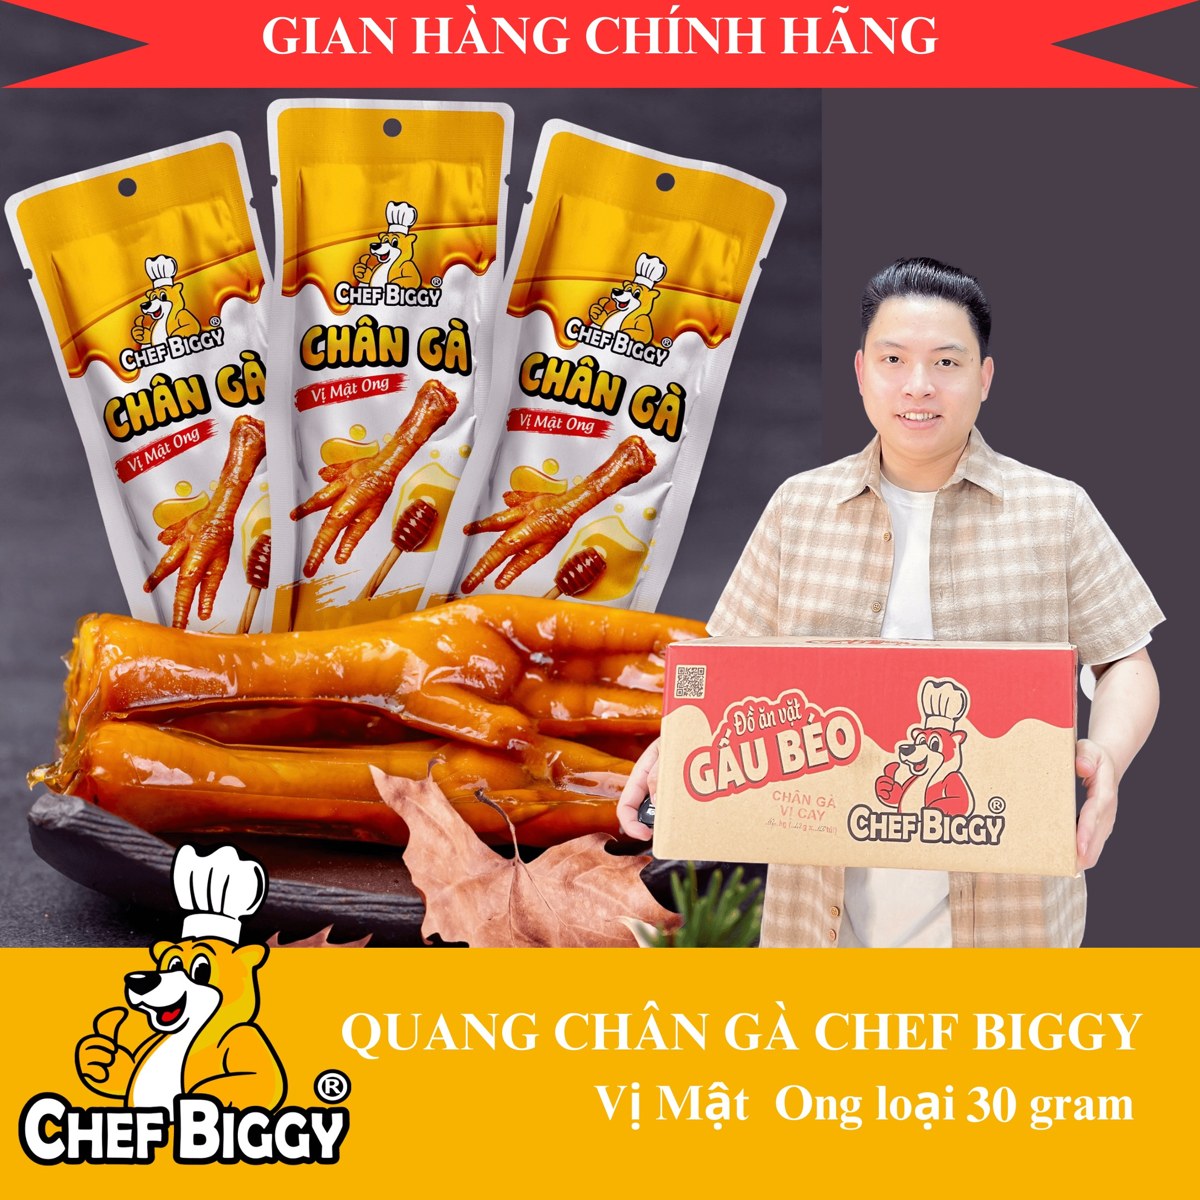 GIAN HÀNG CHÍNH HÃNG
CHEF BIGGY ®
CHÂN GÀ
Vị Mật Ong
CHEF BIGGY ®
CHÂN GÀ
Vị Mật Ong
CHEF BIGGY ®
CHÂN GÀ
Vị Mật Ong
Đồ ăn vặt
GẤU BÉO
CHÂN GÀ
VỊ CAY
CHEF BIGGY ®
QUANG CHÂN GÀ CHEF BIGGY
Vị Mật Ong loại 30 gram
CHEF BIGGY ®